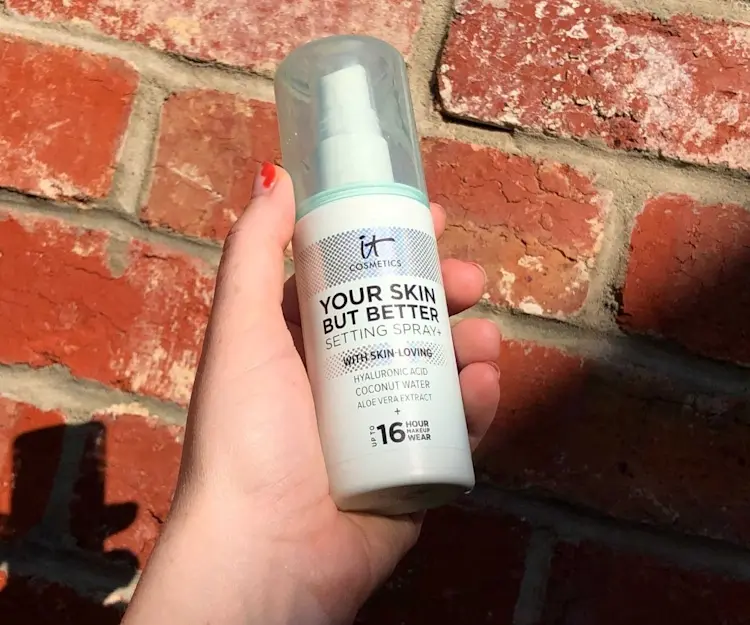 it
COSMETICS
YOUR SKIN
BUT BETTER
SETTING SPRAY+
WITH SKIN-LOVING
HYALURONIC ACID
COCONUT WATER
ALOE VERA EXTRACT
+
UP TO 16 HOUR
MAKEUP
WEAR